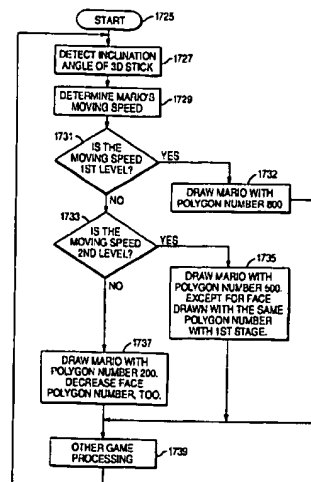 START
1725
DETECT INCLINATION
ANGLE OF 3D STICK
1727
DETERMINE MARIO'S
MOVING SPEED
1729
1731
IS THE
MOVING SPEED
1ST LEVEL?
YES
NO
1732
DRAW MARIO WITH
POLYGON NUMBER 800
1733
IS THE
MOVING SPEED
2ND LEVEL?
YES
NO
1735
DRAW MARIO WITH
POLYGON NUMBER 500.
EXCEPT FOR FACE
DRAWN WITH THE SAME
POLYGON NUMBER
WITH 1ST STAGE.
1737
DRAW MARIO WITH
POLYGON NUMBER 200.
DECREASE FACE
POLYGON NUMBER, TOO.
OTHER GAME
PROCESSING
1739